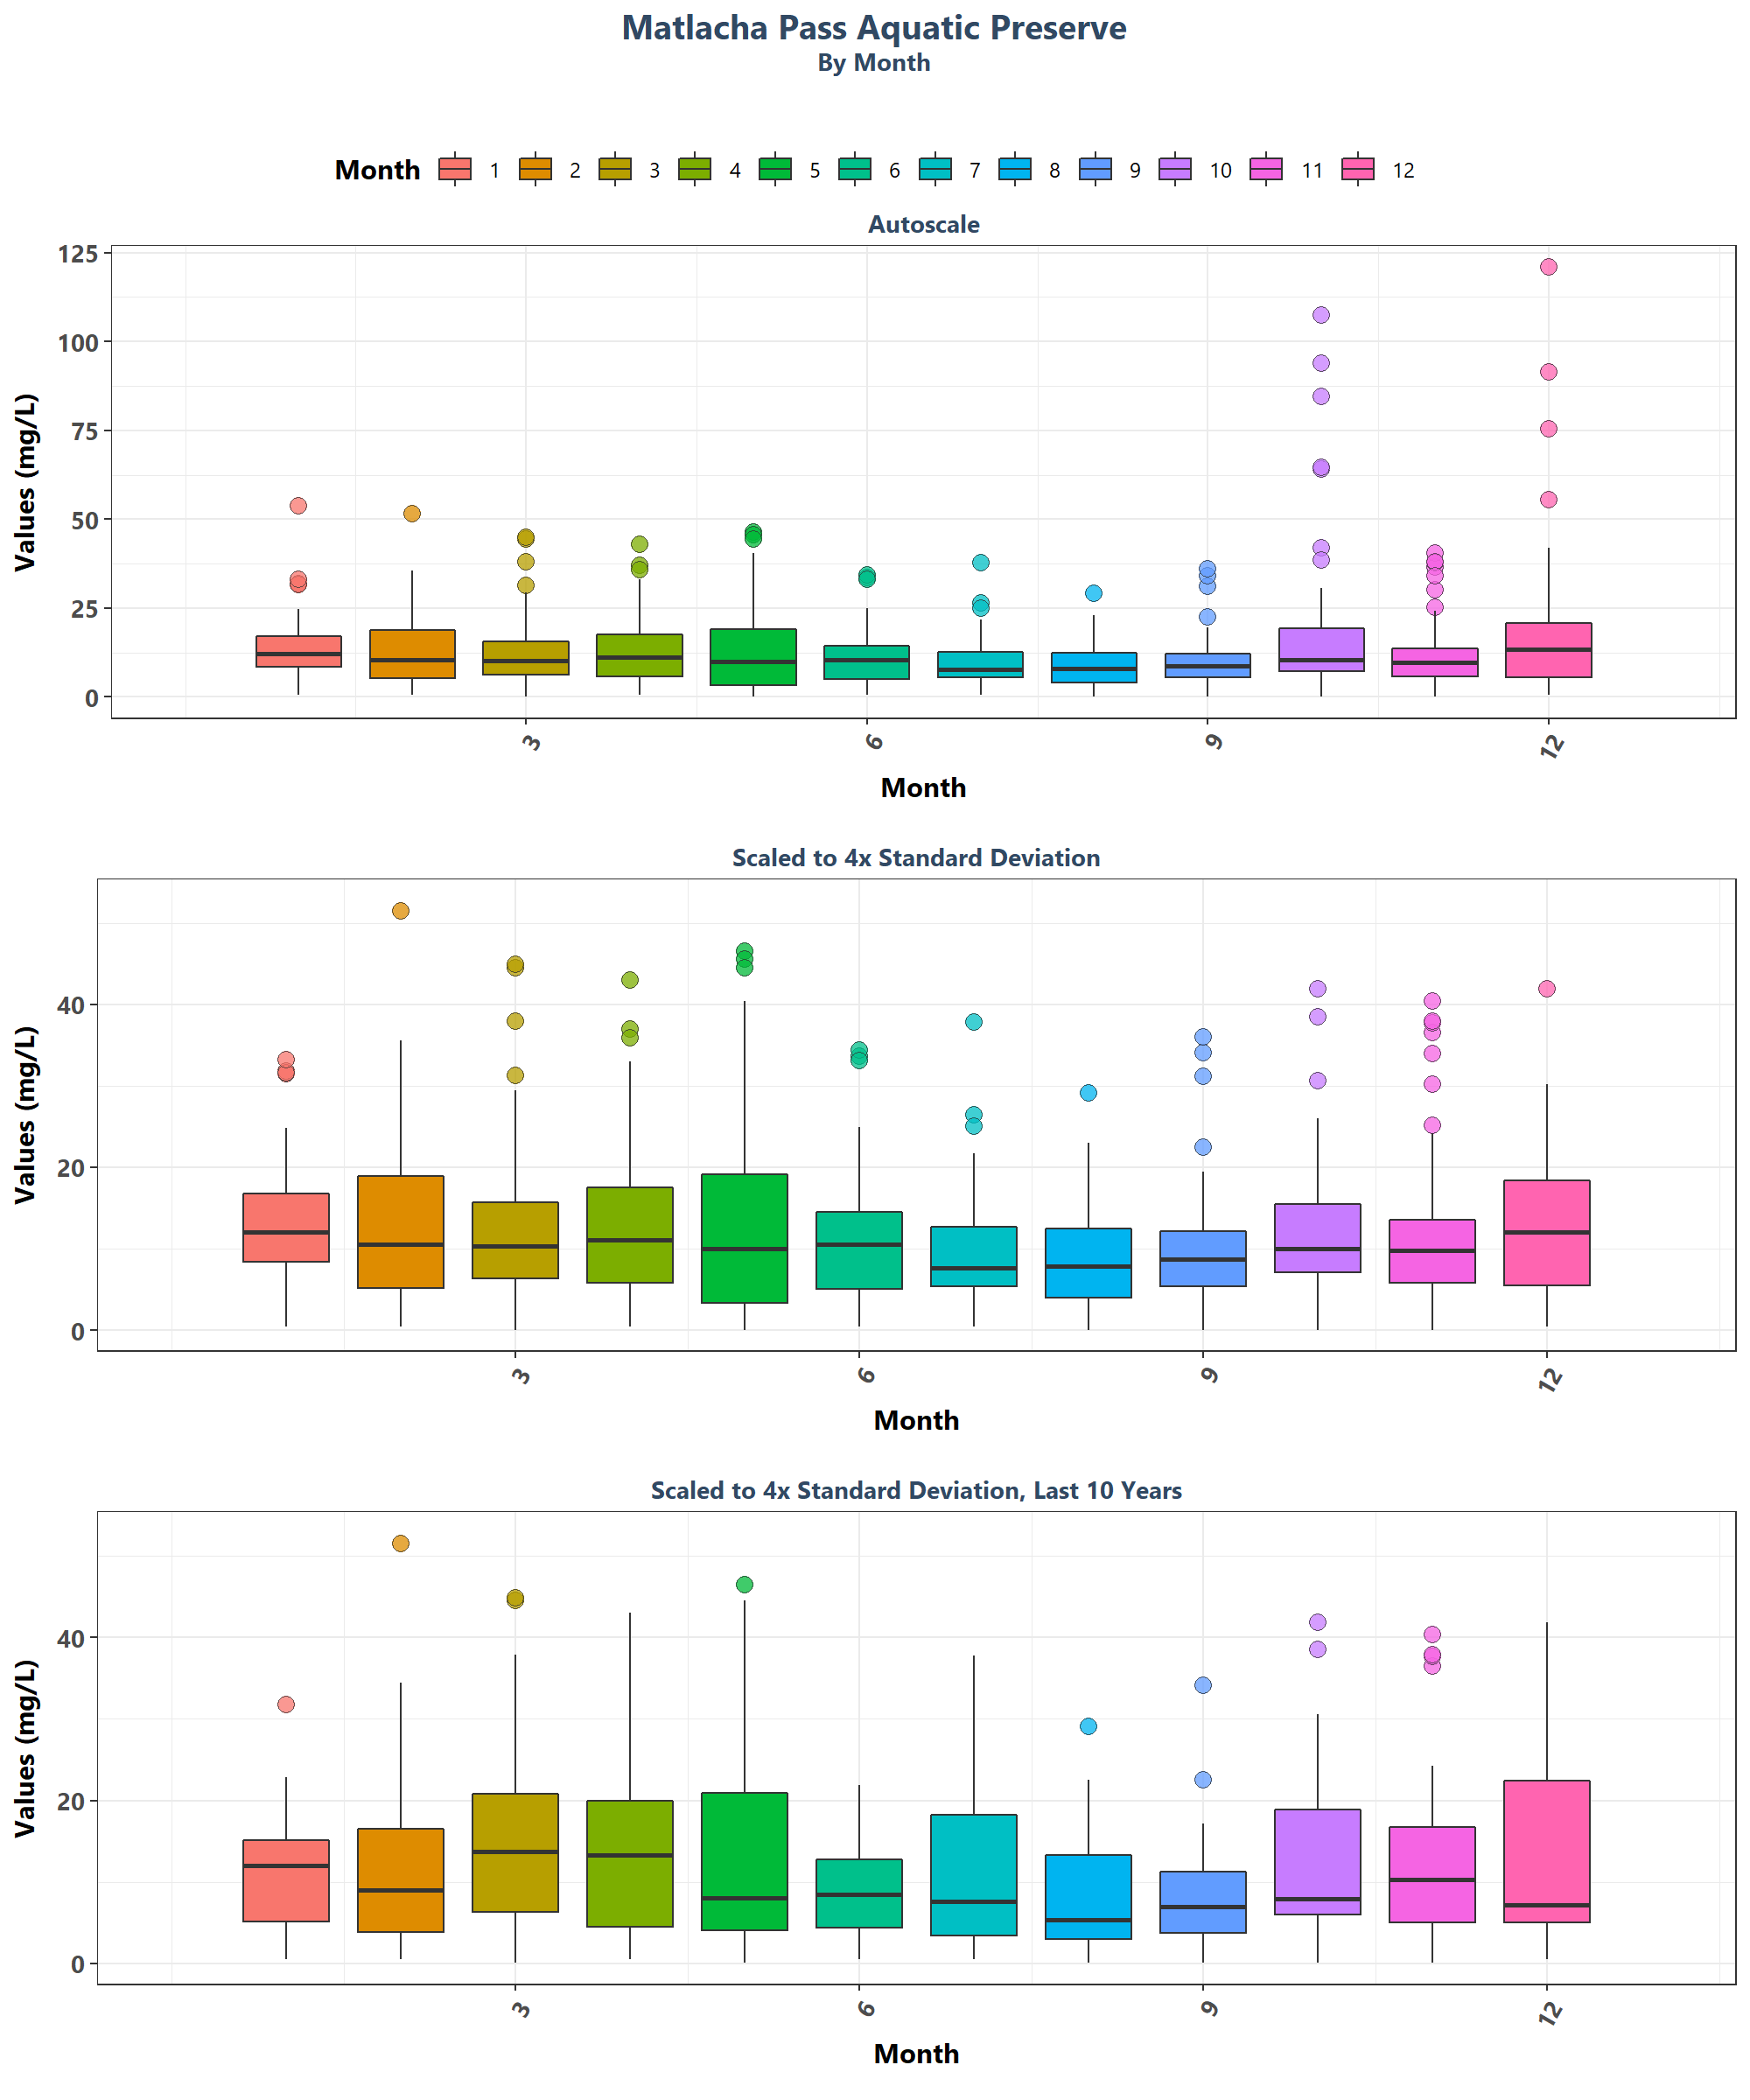 Matlacha Pass Aquatic Preserve
By Month
Month 1 2 3 4 5 6 7 8 9 10 11 12
Autoscale
Values (mg/L)
125
100
75
50
25
0
3 6 9 12
Month
Scaled to 4x Standard Deviation
Values (mg/L)
40
20
0
3 6 9 12
Month
Scaled to 4x Standard Deviation, Last 10 Years
Values (mg/L)
40
20
0
3 6 9 12
Month